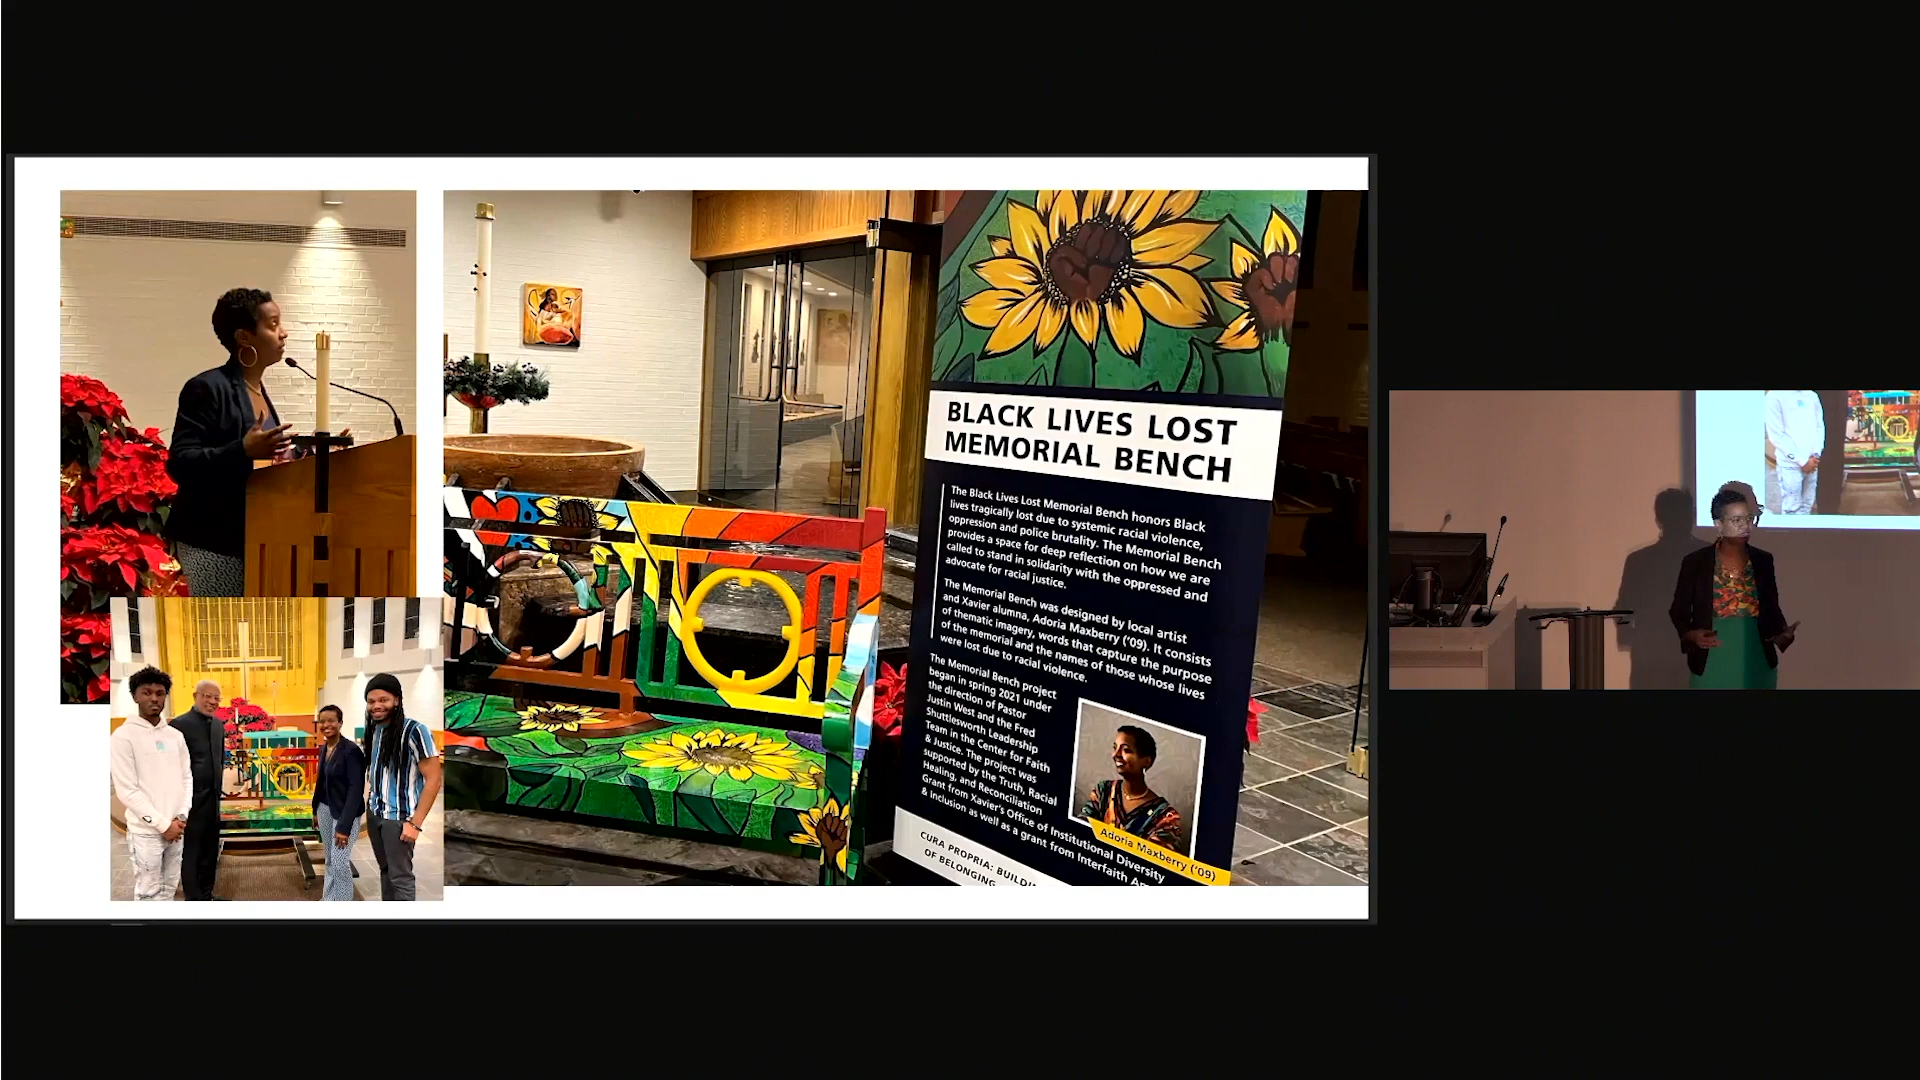 BLACK LIVES LOST
MEMORIAL BENCH
The Black Lives Lost Memorial Bench honors Black
lives tragically lost due to systemic racial violence,
oppression and police brutality. The Memorial Bench
provides a space for deep reflection on how we are
called to stand in solidarity with the oppressed and
advocate for racial justice.
The Memorial Bench was designed by local artist
and Xavier alumna, Adoria Maxberry ('09). It consists
of thematic imagery, words that capture the purpose
of the memorial and the names of those whose lives
were lost due to racial violence.
The Memorial Bench project
began in spring 2021 under
the direction of Pastor
Justin West and the Fred
Shuttlesworth Leadership
Team in the Center for Faith
& Justice. The project was
supported by the Truth, Racial
Healing, and Reconciliation
Grant from Xavier's Office of Institutional Diversity
& Inclusion as well as a grant from Interfaith
Adoria Maxberry ('09)
CURA PROPRIA:
OF BELONGING